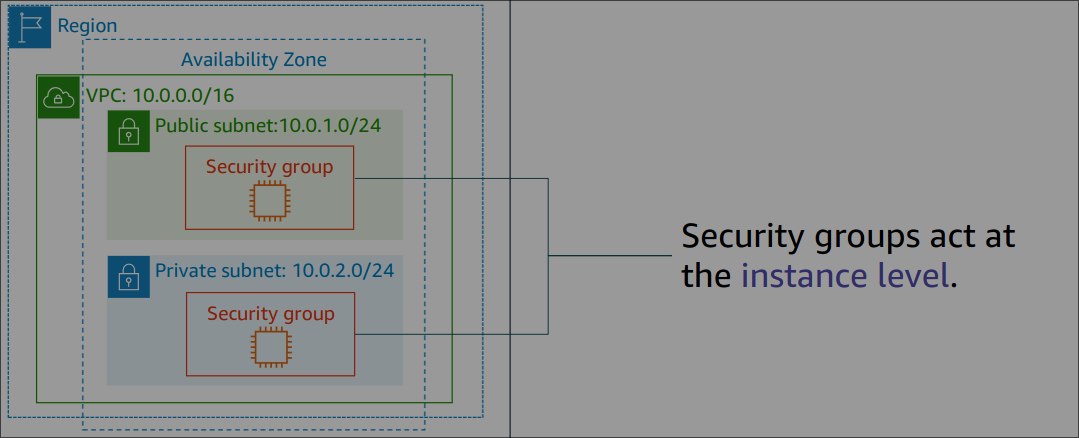 Region
Availability Zone
VPC: 10.0.0.0/16
Public subnet:10.0.1.0/24
Security group
Private subnet: 10.0.2.0/24
Security group
Security groups act at
the instance level.